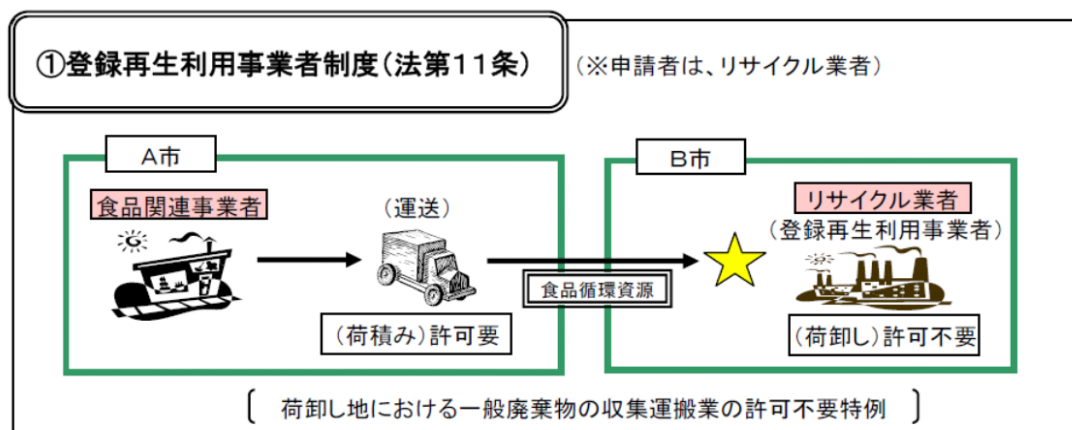 ①登録再生利用事業者制度(法第11条)
(※申請者は、リサイクル業者)
A市
B市
食品関連事業者
(運送)
リサイクル業者
(登録再生利用事業者)
食品循環資源
(荷積み)許可要
(荷卸し)許可不要
〔 荷卸し地における一般廃棄物の収集運搬業の許可不要特例 〕